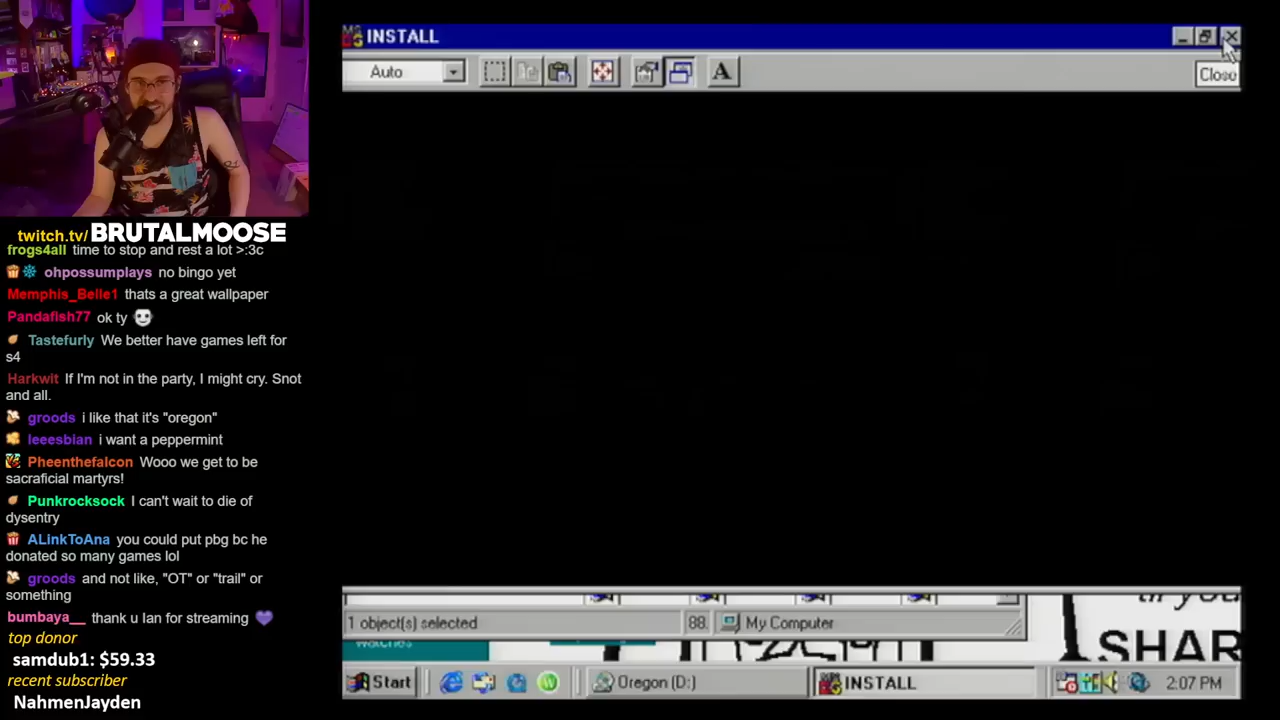 INSTALL
Auto
A
Close
twitch.tv/BRUTALMOOSE
frogs4all time to stop and rest a lot >:3c
ohpossumplays no bingo yet
Memphis_Belle1 thats a great wallpaper
Pandaflsh77 ok ty
Tastefurly We better have games left for
s4
Harkwit If I'm not in the party, I might cry. Snot
and all.
groods i like that it's "oregon"
leeesbian i want a peppermint
Pheenthefalcon Wooo we get to be
sacraficial martyrs!
Punkrocksock I can't wait to die of
dysentry
ALinkToAna you could put pbg bc he
donated so many games lol
groods and not like, "OT" or "trail" or
something
bumbaya__ thank u Ian for streaming
top donor
samdub1: $59.33
recent subscriber
NahmenJayden
1 object(s) selected
88.
My Computer
watches
SHAR
Start
Oregon (D:)
INSTALL
2:07 PM